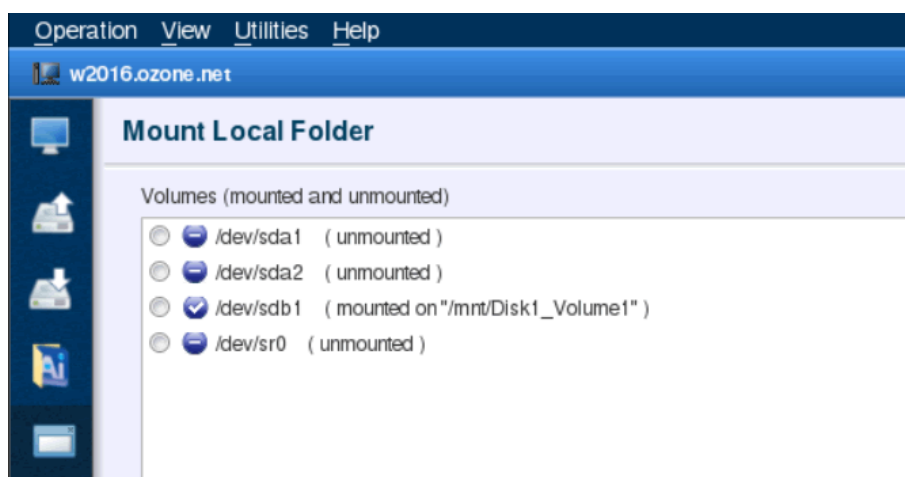 Operation View Utilities Help
w2016.ozone.net
Mount Local Folder
Volumes (mounted and unmounted)
/dev/sda1 ( unmounted )
/dev/sda2 ( unmounted )
/dev/sdb1 ( mounted on "/mnt/Disk1_Volume1" )
/dev/sr0 ( unmounted )
Ai